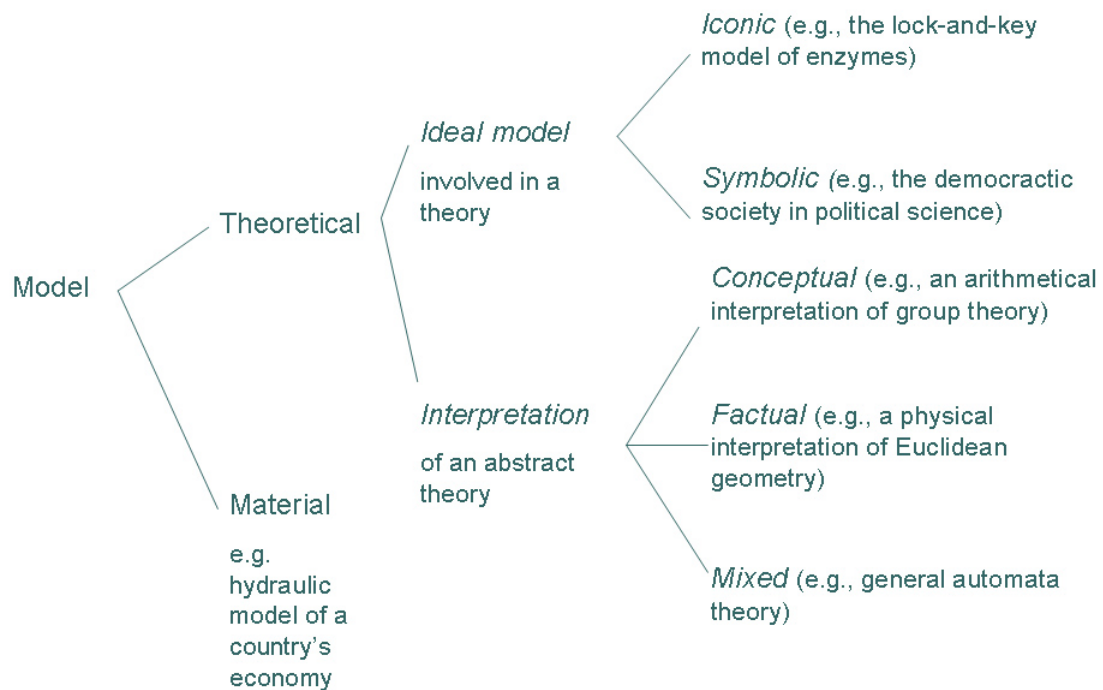 Iconic (e.g., the lock-and-key
model of enzymes)
Ideal model
involved in a
theory
Symbolic (e.g., the democractic
society in political science)
Theoretical
Model
Conceptual (e.g., an arithmetical
interpretation of group theory)
Interpretation
of an abstract
theory
Factual (e.g., a physical
interpretation of Euclidean
geometry)
Material
e.g.
hydraulic
model of a
country's
economy
Mixed (e.g., general automata
theory)